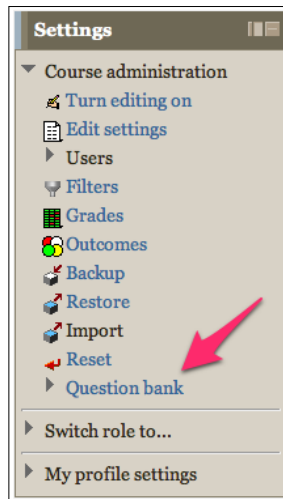 Settings
Course administration
Turn editing on
Edit settings
Users
Filters
Grades
Outcomes
Backup
Restore
Import
Reset
Question bank
Switch role to...
My profile settings